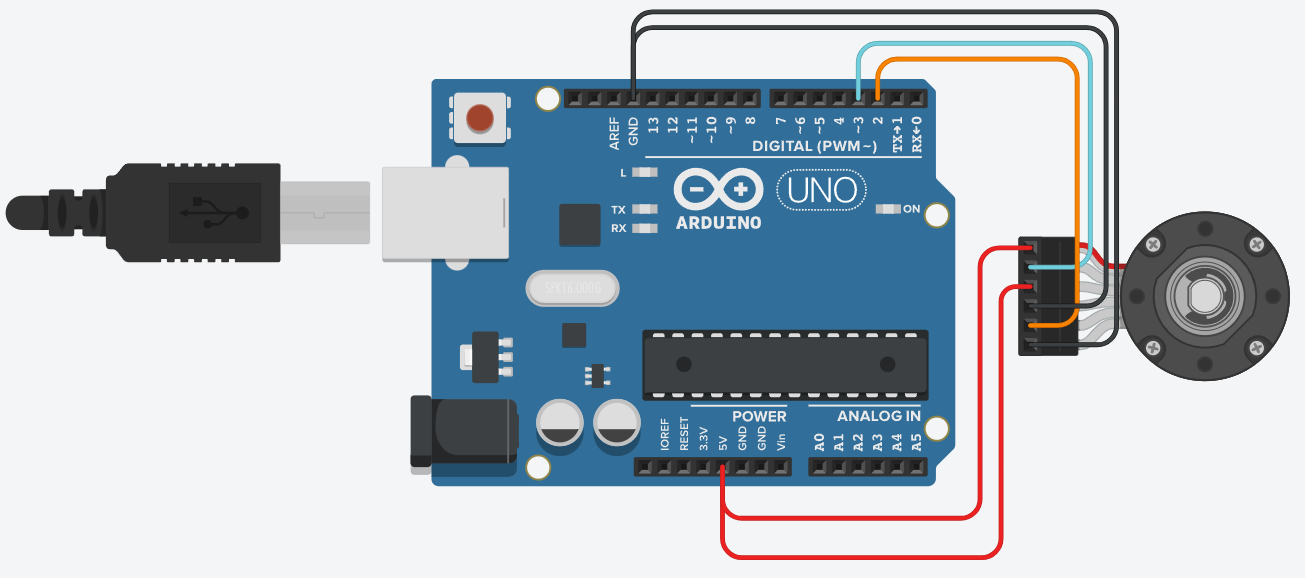 AREF
GND
13
12
~11
~10
~9
8
7
~6
~5
4
~3
2
TX→1
RX←0
DIGITAL (PWM~)
L
TX
RX
UNO
ARDUINO
ON
SPK16.000G
POWER
ANALOG IN
IOREF
RESET
3.3V
5V
GND
GND
Vin
A0
A1
A2
A3
A4
A5